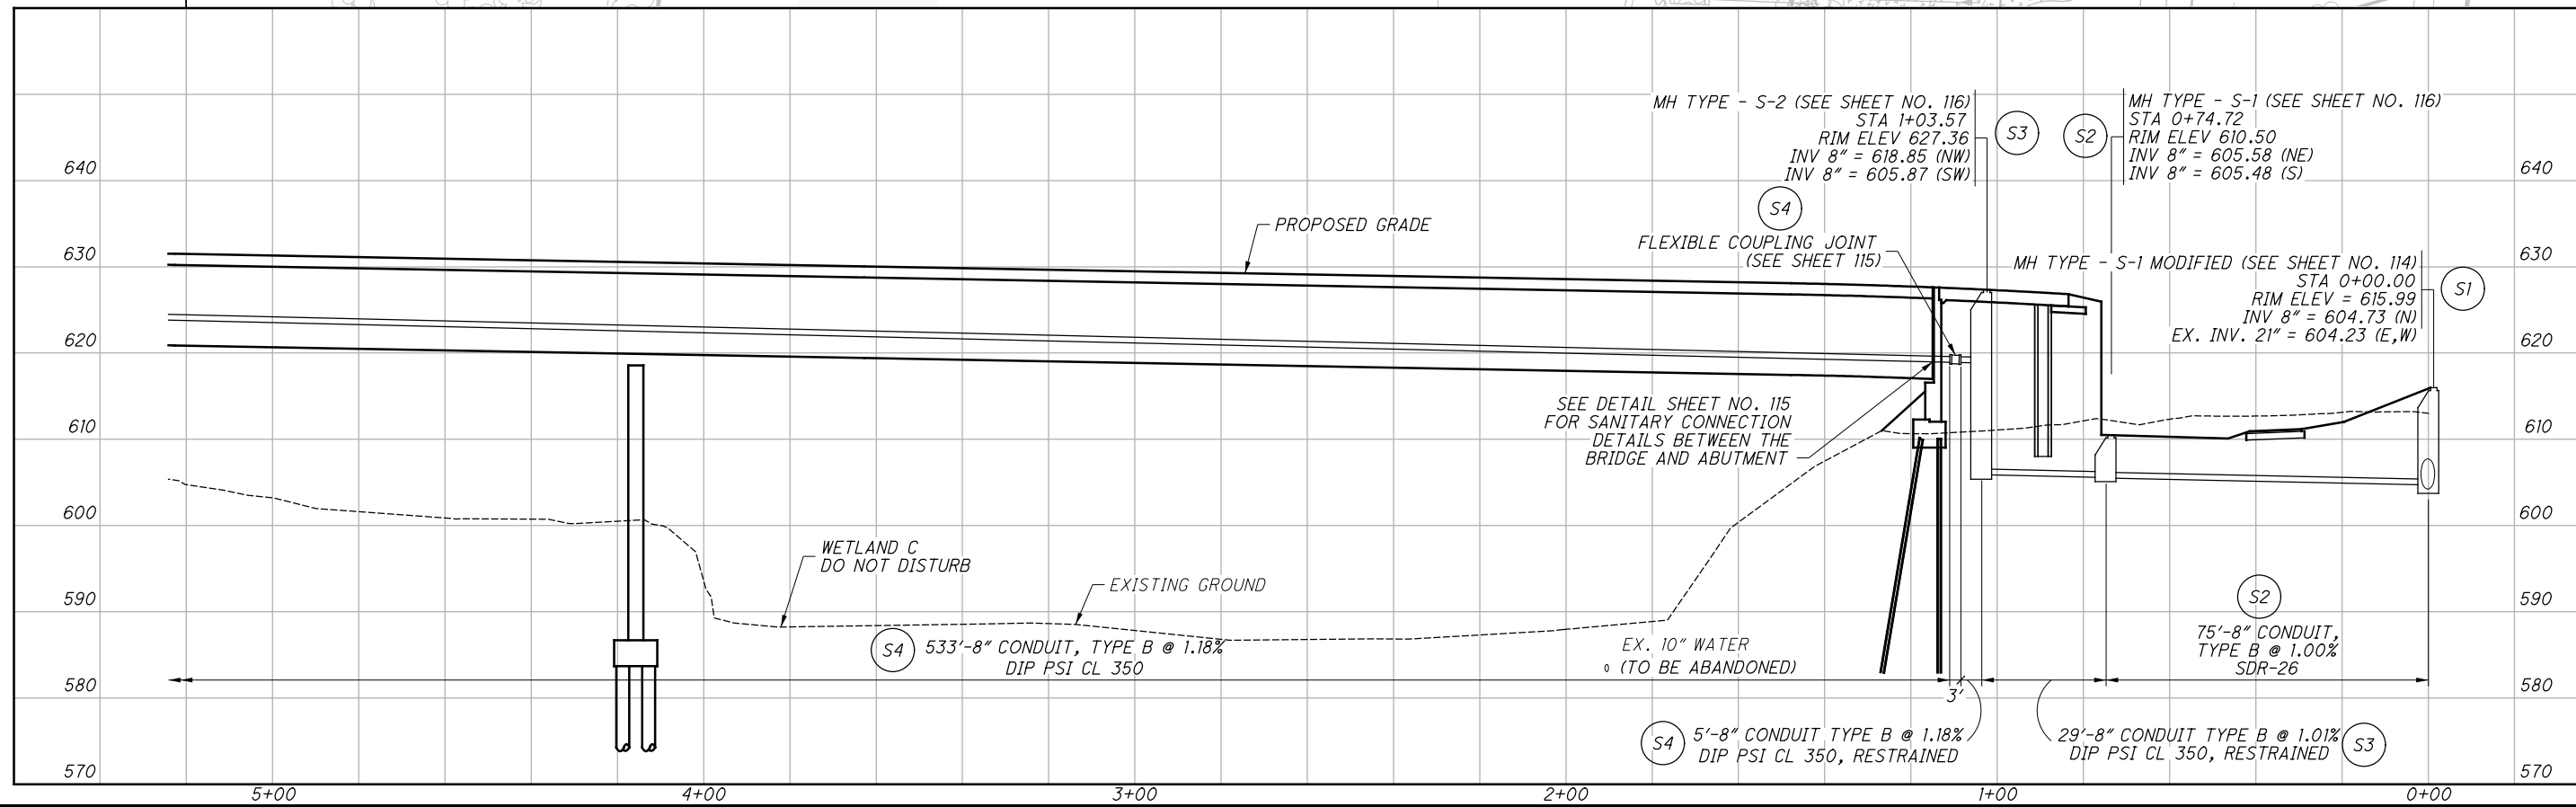 MH TYPE - S-2 (SEE SHEET NO. 116)
STA 1+03.57
RIM ELEV 627.36
INV 8" = 618.85 (NW)
INV 8" = 605.87 (SW)
S3
S2
MH TYPE - S-1 (SEE SHEET NO. 116)
STA 0+74.72
RIM ELEV 610.50
INV 8" = 605.58 (NE)
INV 8" = 605.48 (S)
640
640
S4
PROPOSED GRADE
FLEXIBLE COUPLING JOINT
(SEE SHEET 115)
630
630
MH TYPE - S-1 MODIFIED (SEE SHEET NO. 114)
STA 0+00.00
RIM ELEV = 615.99
INV 8" = 604.73 (N)
EX. INV. 21" = 604.23 (E,W)
S1
620
620
SEE DETAIL SHEET NO. 115
FOR SANITARY CONNECTION
DETAILS BETWEEN THE
BRIDGE AND ABUTMENT
610
610
600
600
WETLAND C
DO NOT DISTURB
EXISTING GROUND
590
590
S2
75'-8" CONDUIT,
TYPE B @ 1.00%
SDR-26
S4
533'-8" CONDUIT, TYPE B @ 1.18%
DIP PSI CL 350
EX. 10" WATER
(TO BE ABANDONED)
580
580
3'
S4
5'-8" CONDUIT TYPE B @ 1.18%
DIP PSI CL 350, RESTRAINED
29'-8" CONDUIT TYPE B @ 1.01%
DIP PSI CL 350, RESTRAINED
S3
570
570
5+00
4+00
3+00
2+00
1+00
0+00